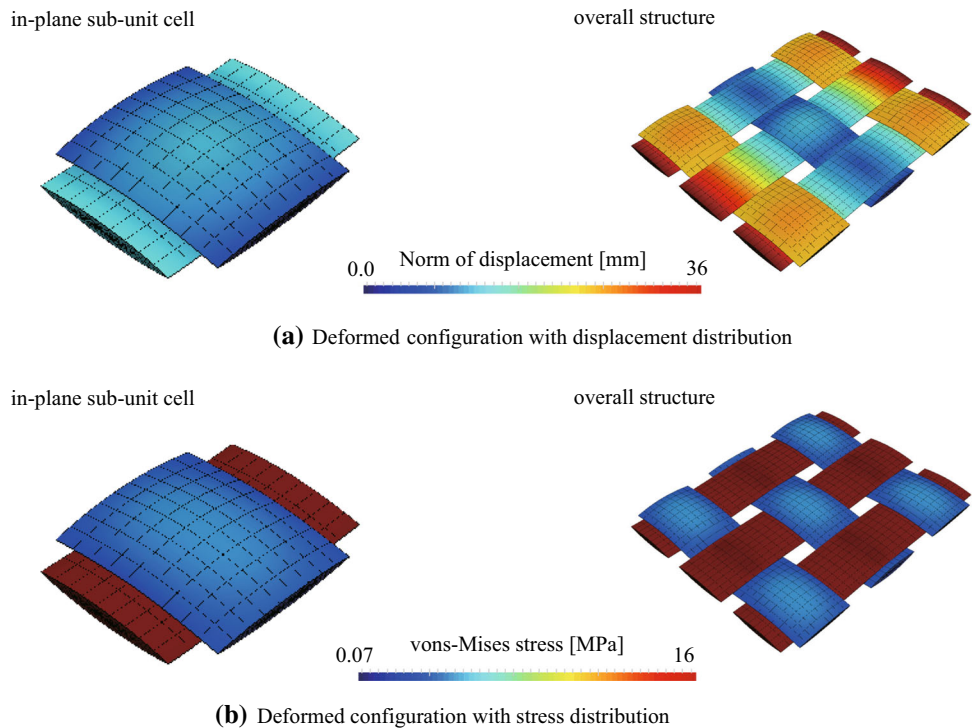 in-plane sub-unit cell
overall structure
0.0 Norm of displacement [mm] 36
(a) Deformed configuration with displacement distribution
in-plane sub-unit cell
overall structure
0.07 vons-Mises stress [MPa] 16
(b) Deformed configuration with stress distribution